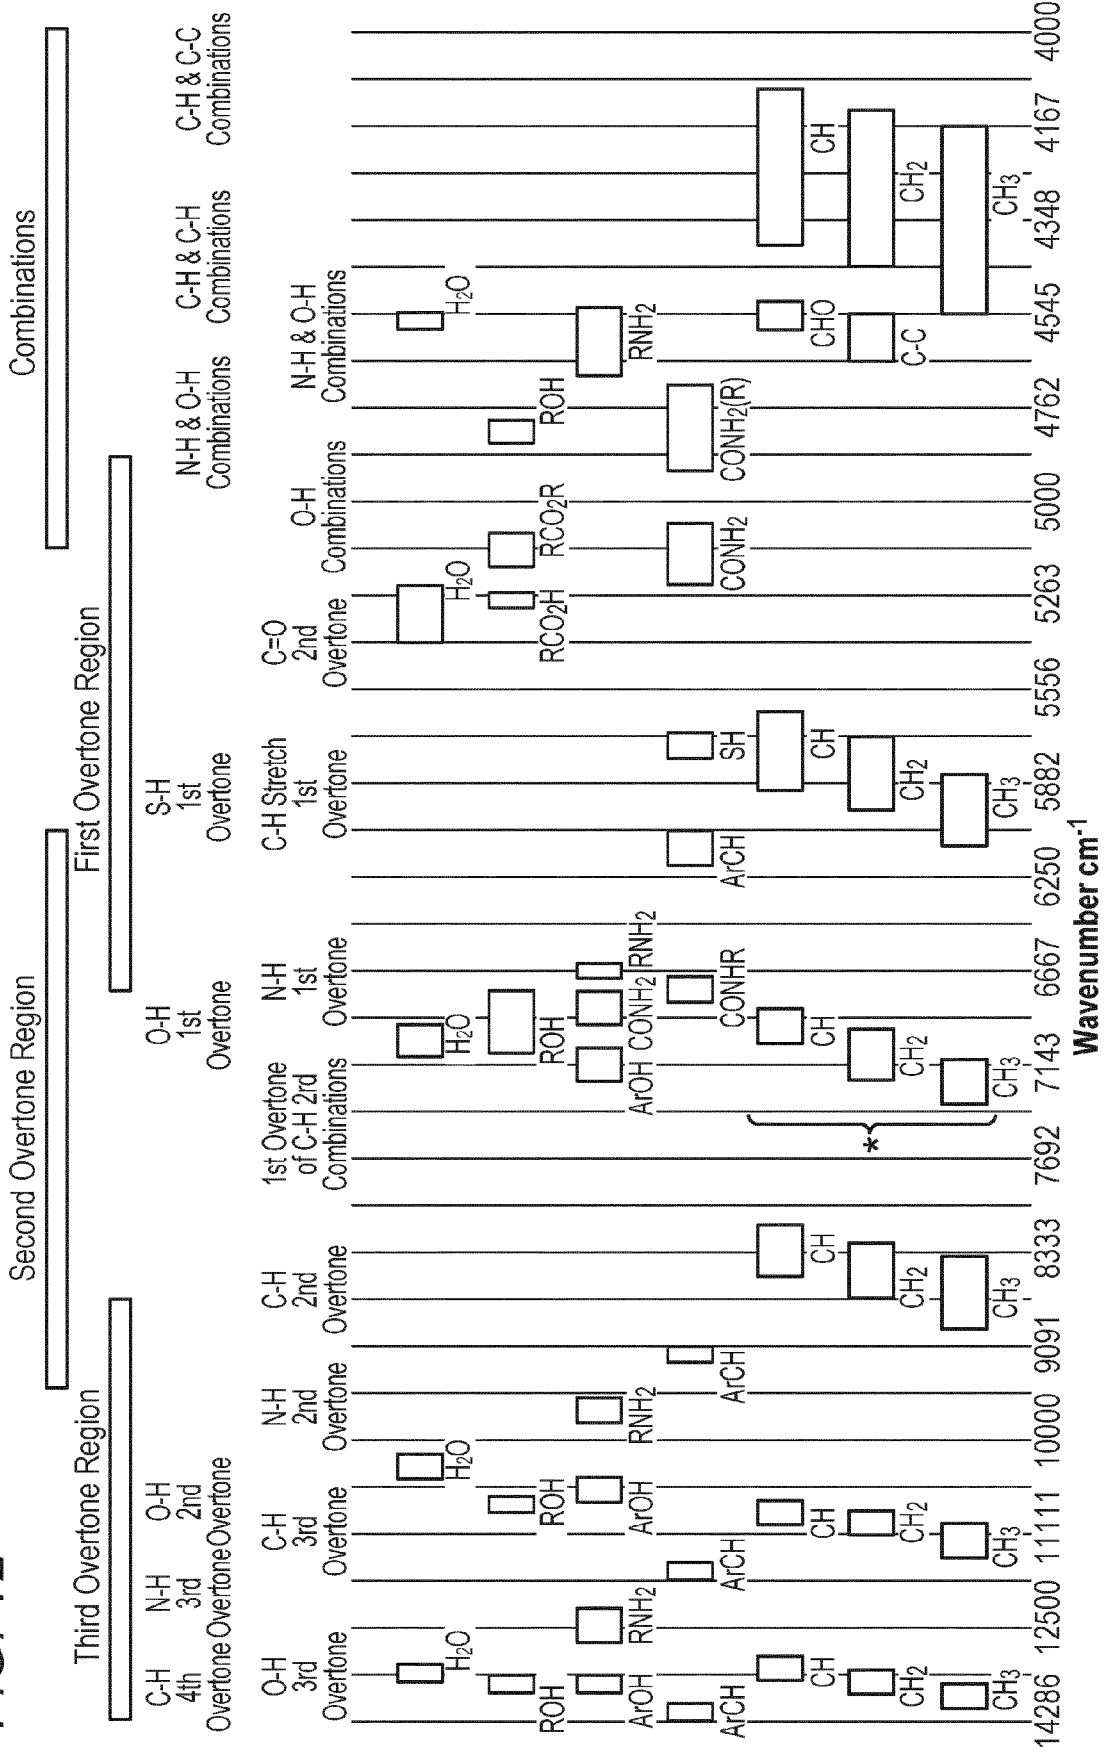 Combinations
Second Overtone Region
First Overtone Region
Third Overtone Region
C-H
4th
Overtone
N-H
3rd
Overtone
O-H
2nd
Overtone
O-H
1st
Overtone
S-H
1st
Overtone
N-H & O-H
Combinations
C-H & C-H
Combinations
C-H & C-C
Combinations
O-H
3rd
Overtone
C-H
3rd
Overtone
N-H
2nd
Overtone
C-H
2nd
Overtone
1st Overtone
of C-H 2rd
Combinations
N-H
1st
Overtone
C-H Stretch
1st
Overtone
C=O
2nd
Overtone
O-H
Combinations
N-H & O-H
Combinations
H2O
H2O
H2O
H2O
H2O
ROH
ROH
ROH
RCO2H
RCO2R
ROH
ArOH
RNH2
ArOH
RNH2
ArOH
CONH2
RNH2
RNH2
ArCH
ArCH
ArCH
CONHR
ArCH
SH
CONH2
CONH2(R)
CH
CH
CH
CH
CH
CHO
CH
CH2
CH2
CH2
CH2
CH2
C-C
CH2
CH3
CH3
CH3
CH3
CH3
CH3
*
14286
12500
11111
10000
9091
8333
7692
7143
6667
6250
5882
5556
5263
5000
4762
4545
4348
4167
4000
Wavenumber cm-1